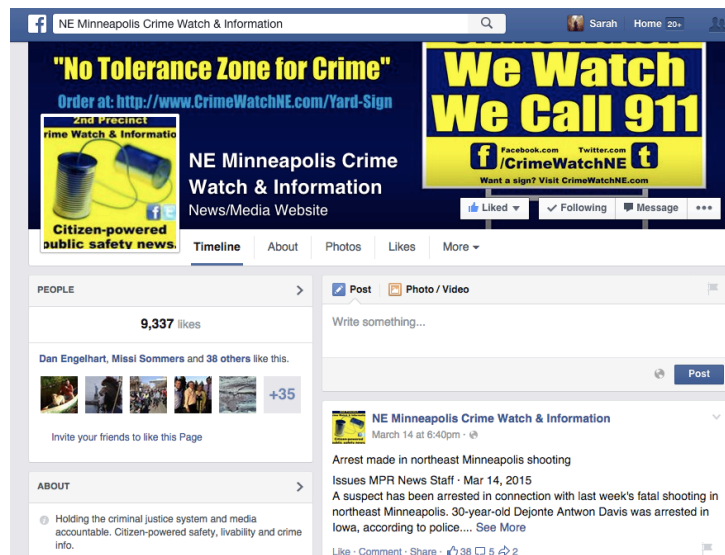 NE Minneapolis Crime Watch & Information
Sarah
Home 20+
"No Tolerance Zone for Crime"
Order at: http://www.CrimeWatchNE.com/Yard-Sign
We Watch
We Call 911
Facebook.com Twitter.com
/CrimeWatchNE
Want a sign? Visit CrimeWatchNE.com
2nd Precinct
rime Watch & Informatio
Citizen-powered
public safety news.
NE Minneapolis Crime
Watch & Information
News/Media Website
Liked
Following
Message
Timeline
About
Photos
Likes
More
PEOPLE
9,337 likes
Dan Engelhart, Missi Sommers and 38 others like this.
+35
Invite your friends to like this Page
ABOUT
Holding the criminal justice system and media
accountable. Citizen-powered safety, livability and crime
info.
Post
Photo / Video
Write something...
Post
NE Minneapolis Crime Watch & Information
March 14 at 6:40pm ·
Arrest made in northeast Minneapolis shooting
Issues MPR News Staff · Mar 14, 2015
A suspect has been arrested in connection with last week's fatal shooting in
northeast Minneapolis. 30-year-old Dejonte Antwon Davis was arrested in
Iowa, according to police.... See More
Like · Comment · Share · 38 5 2